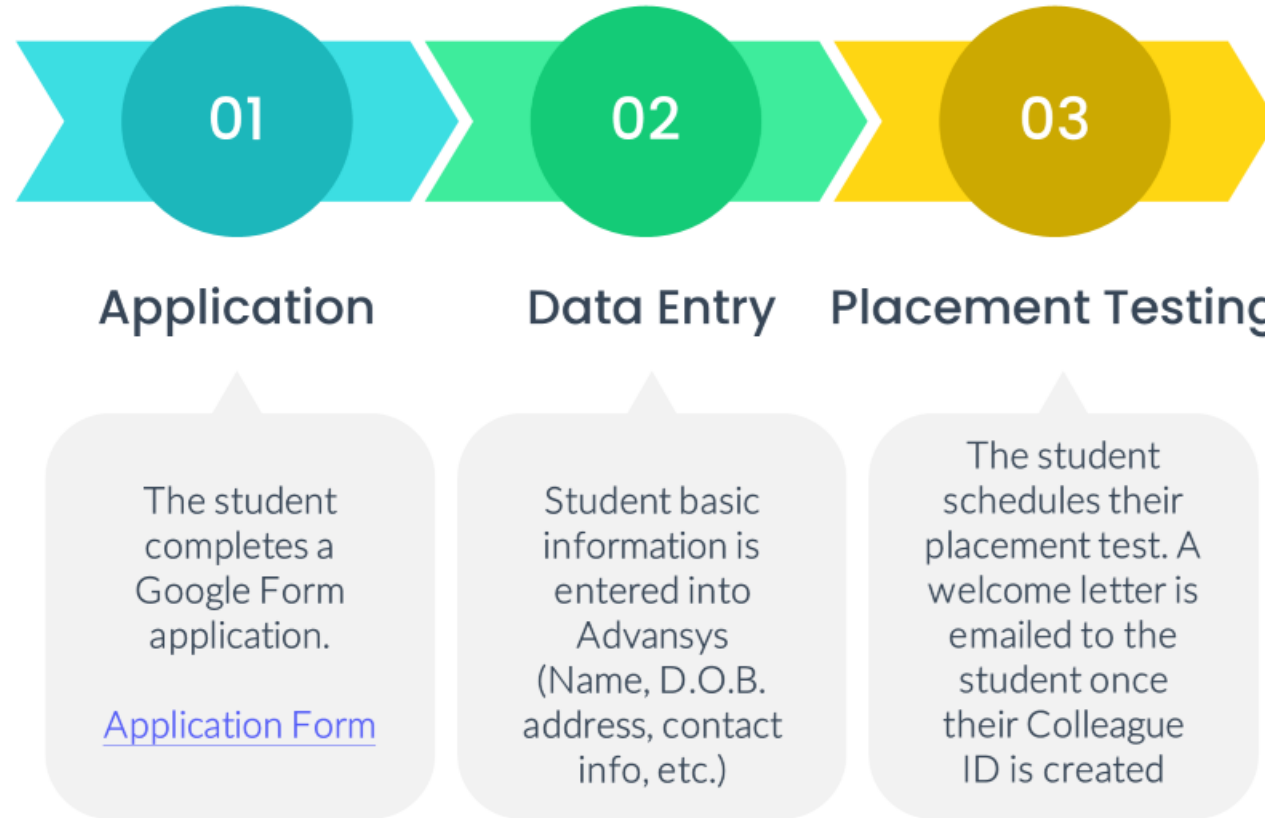 01
02
03
Application
Data Entry
Placement Testing
The student
completes a
Google Form
application.
Application Form
Student basic
information is
entered into
Advansys
(Name, D.O.B.
address, contact
info, etc.)
The student
schedules their
placement test. A
welcome letter is
emailed to the
student once
their Colleague
ID is created